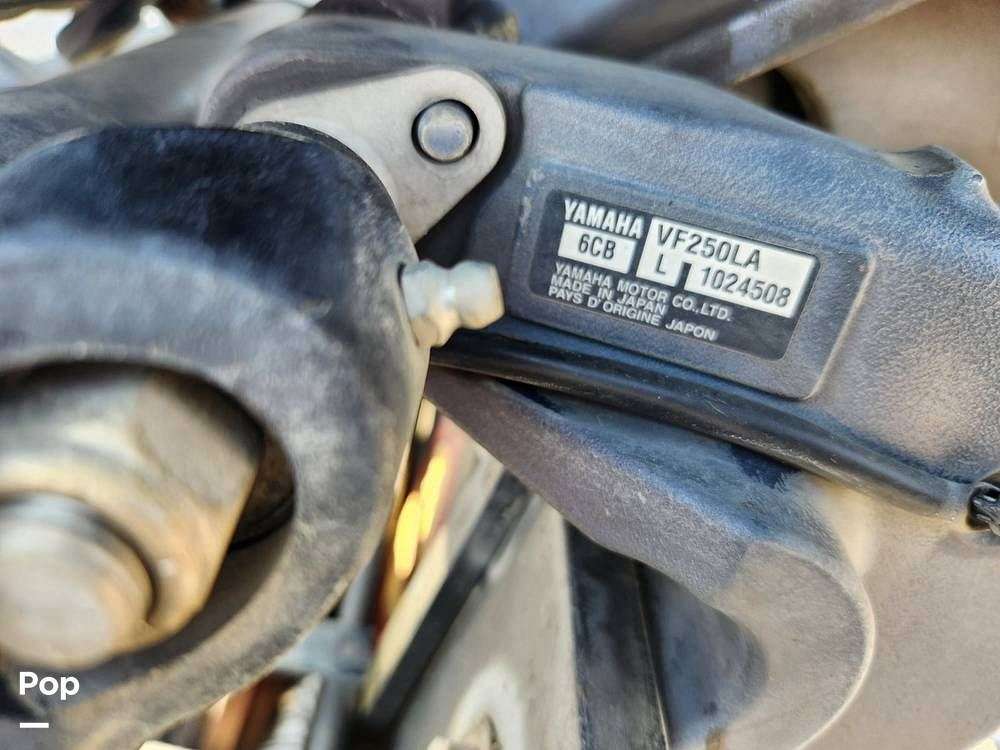 YAMAHA
6CB
VF250LA
L 1024508
YAMAHA MOTOR CO.,LTD.
MADE IN JAPAN
PAYS D'ORIGINE JAPON
Pop